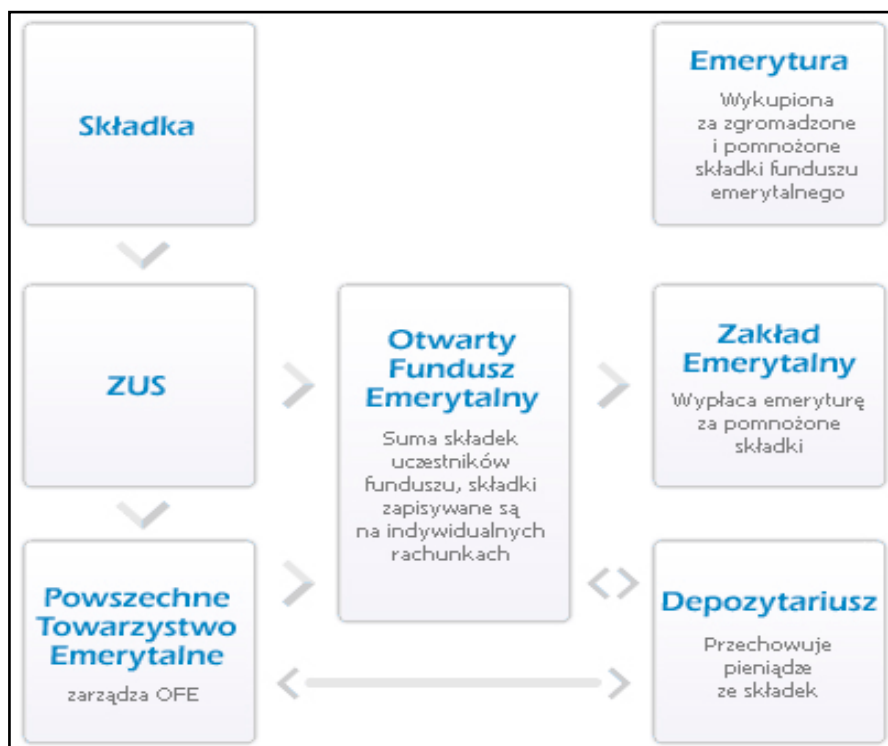 Składka
Emerytura
Wykupiona
za zgromadzone
i pomnożone
składki funduszu
emerytalnego
ZUS
Otwarty
Fundusz
Emerytalny
Suma składek
uczestników
funduszu, składki
zapisywane są
na indywidualnych
rachunkach
Zakład
Emerytalny
Wypłaca emeryturę
za pomnożone
składki
Powszechne
Towarzystwo
Emerytalne
zarządza OFE
Depozytariusz
Przechowuje
pieniądze
ze składek